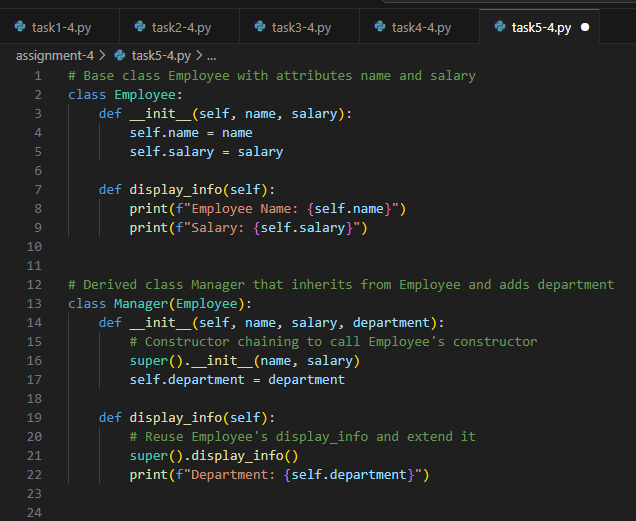 task1-4.py task2-4.py task3-4.py task4-4.py task5-4.py
assignment-4 > task5-4.py > ...
1 # Base class Employee with attributes name and salary
2 class Employee:
3     def __init__(self, name, salary):
4         self.name = name
5         self.salary = salary
6
7     def display_info(self):
8         print(f"Employee Name: {self.name}")
9         print(f"Salary: {self.salary}")
10
11
12 # Derived class Manager that inherits from Employee and adds department
13 class Manager(Employee):
14     def __init__(self, name, salary, department):
15         # Constructor chaining to call Employee's constructor
16         super().__init__(name, salary)
17         self.department = department
18
19     def display_info(self):
20         # Reuse Employee's display_info and extend it
21         super().display_info()
22         print(f"Department: {self.department}")
23
24